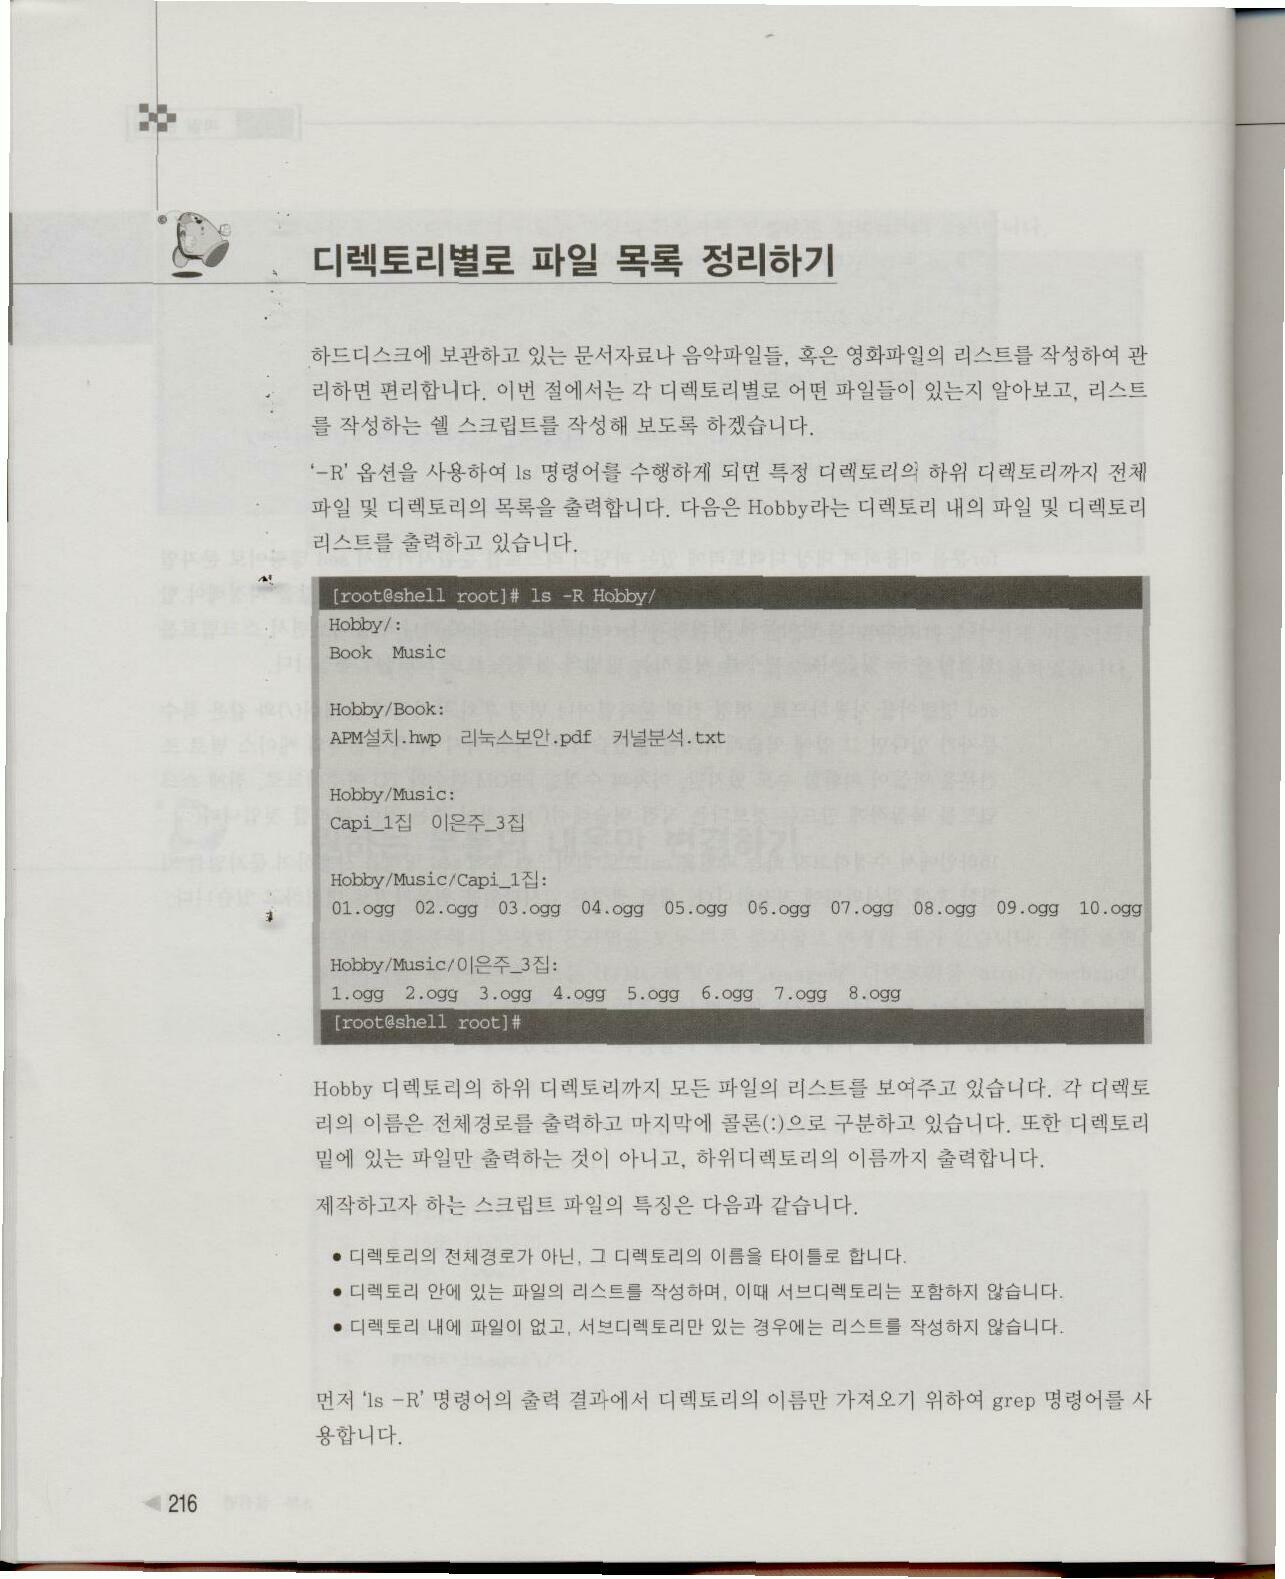 디렉토리별로 파일 목록 정리하기
하드디스크에 보관하고 있는 문서자료나 음악파일들, 혹은 영화파일의 리스트를 작성하여 관
리하면 편리합니다. 이번 절에서는 각 디렉토리별로 어떤 파일들이 있는지 알아보고, 리스트
를 작성하는 쉘 스크립트를 작성해 보도록 하겠습니다.
‘-R’ 옵션을 사용하여 ls 명령어를 수행하게 되면 특정 디렉토리의 하위 디렉토리까지 전체
파일 및 디렉토리의 목록을 출력합니다. 다음은 Hobby라는 디렉토리 내의 파일 및 디렉토리
리스트를 출력하고 있습니다.
[root@shell root]# ls -R Hobby/
Hobby/:
Book Music
Hobby/Book:
APM설치.hwp 리눅스보안.pdf 커널분석.txt
Hobby/Music:
Capi_1집 이은주_3집
Hobby/Music/Capi_1집:
01.ogg 02.ogg 03.ogg 04.ogg 05.ogg 06.ogg 07.ogg 08.ogg 09.ogg 10.ogg
Hobby/Music/이은주_3집:
1.ogg 2.ogg 3.ogg 4.ogg 5.ogg 6.ogg 7.ogg 8.ogg
[root@shell root]#
Hobby 디렉토리의 하위 디렉토리까지 모든 파일의 리스트를 보여주고 있습니다. 각 디렉토
리의 이름은 전체경로를 출력하고 마지막에 콜론(:)으로 구분하고 있습니다. 또한 디렉토리
밑에 있는 파일만 출력하는 것이 아니고, 하위디렉토리의 이름까지 출력합니다.
제작하고자 하는 스크립트 파일의 특징은 다음과 같습니다.
● 디렉토리의 전체경로가 아닌, 그 디렉토리의 이름을 타이틀로 합니다.
● 디렉토리 안에 있는 파일의 리스트를 작성하며, 이때 서브디렉토리는 포함하지 않습니다.
● 디렉토리 내에 파일이 없고, 서브디렉토리만 있는 경우에는 리스트를 작성하지 않습니다.
먼저 ‘ls -R’ 명령어의 출력 결과에서 디렉토리의 이름만 가져오기 위하여 grep 명령어를 사
용합니다.
◀ 216